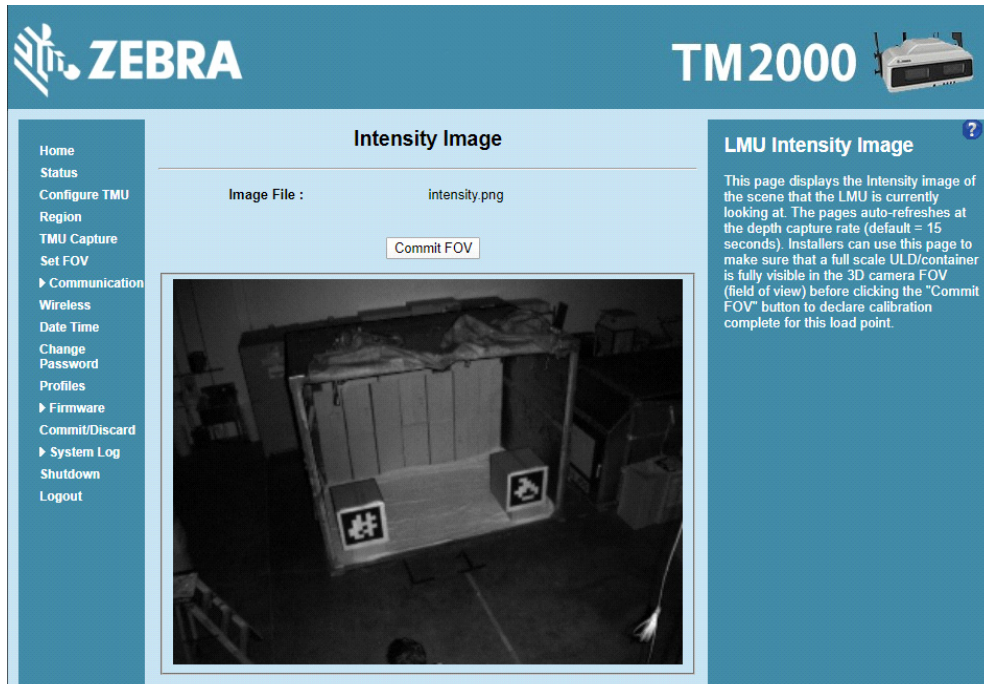 ZEBRA
TM2000
Home
Status
Configure TMU
Region
TMU Capture
Set FOV
Communication
Wireless
Date Time
Change
Password
Profiles
Firmware
Commit/Discard
System Log
Shutdown
Logout
Intensity Image
Image File : intensity.png
Commit FOV
?
LMU Intensity Image
This page displays the Intensity image of
the scene that the LMU is currently
looking at. The pages auto-refreshes at
the depth capture rate (default = 15
seconds). Installers can use this page to
make sure that a full scale ULD/container
is fully visible in the 3D camera FOV
(field of view) before clicking the "Commit
FOV" button to declare calibration
complete for this load point.